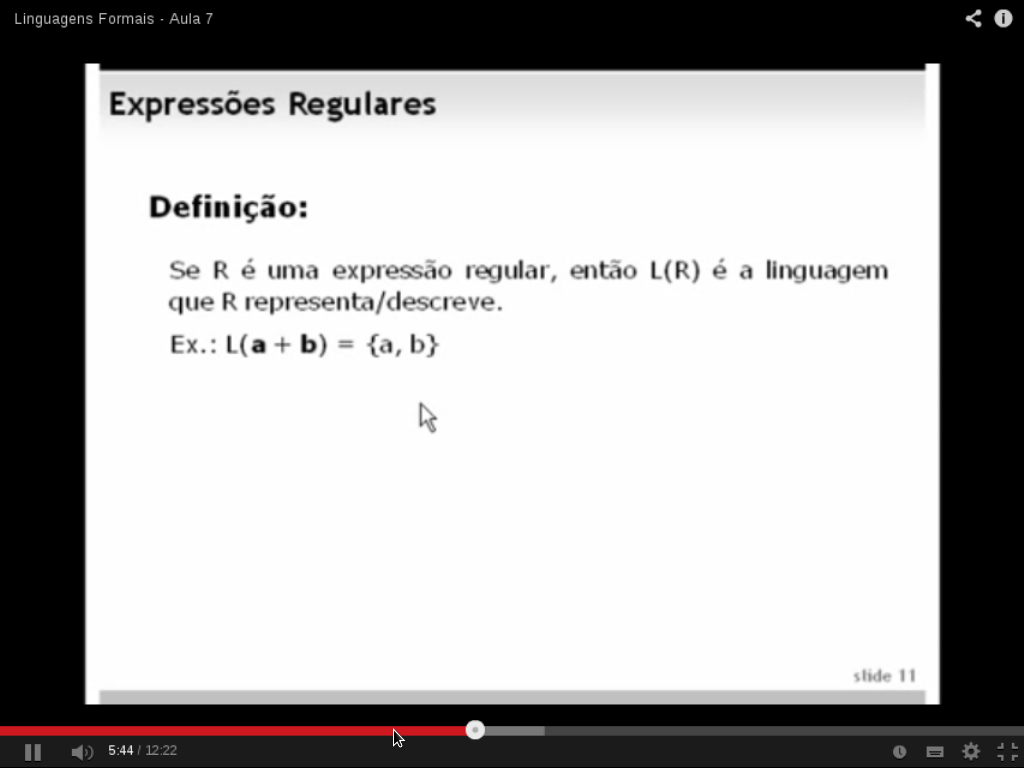 Linguagens Formais - Aula 7
Expressões Regulares
Definição:
Se R é uma expressão regular, então L(R) é a linguagem
que R representa/descreve.
Ex.: L(a + b) = {a, b}
slide 11
5:44 / 12:22